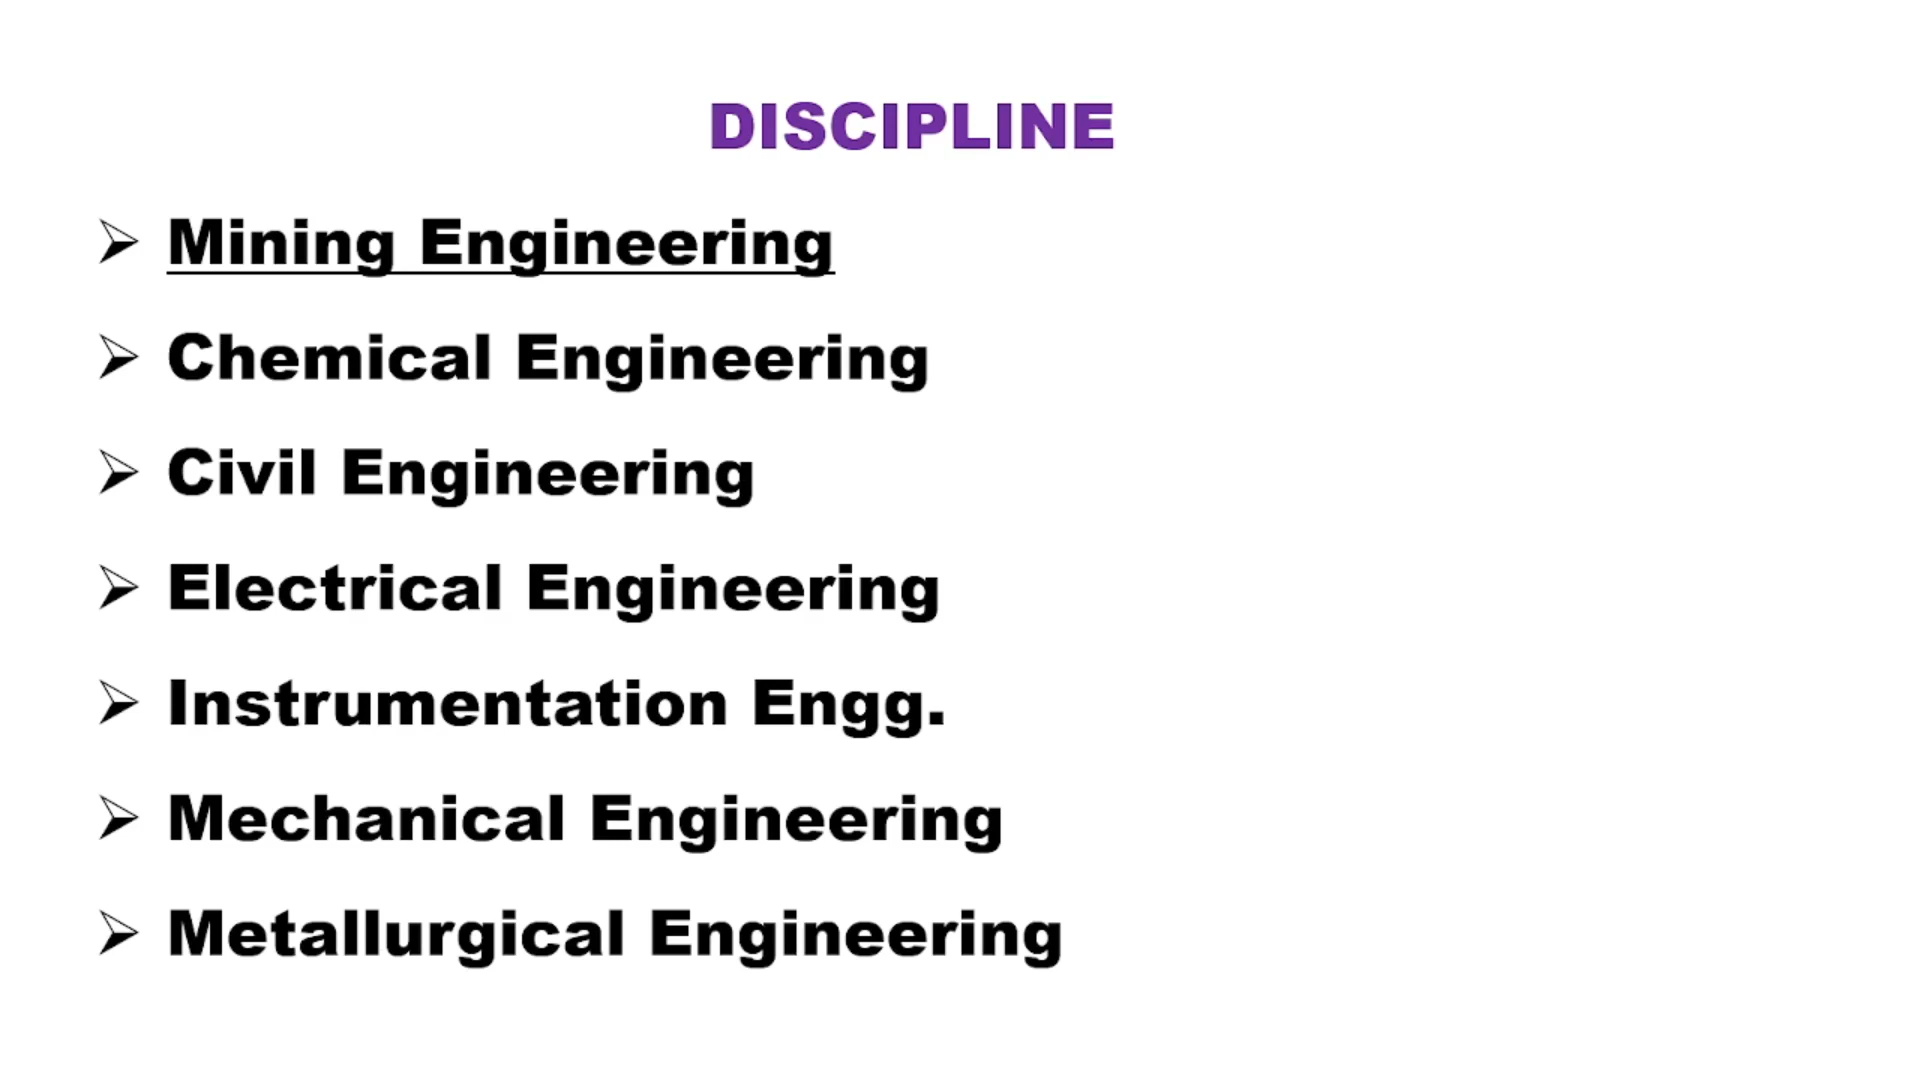 DISCIPLINE
Mining Engineering
Chemical Engineering
Civil Engineering
Electrical Engineering
Instrumentation Engg.
Mechanical Engineering
Metallurgical Engineering